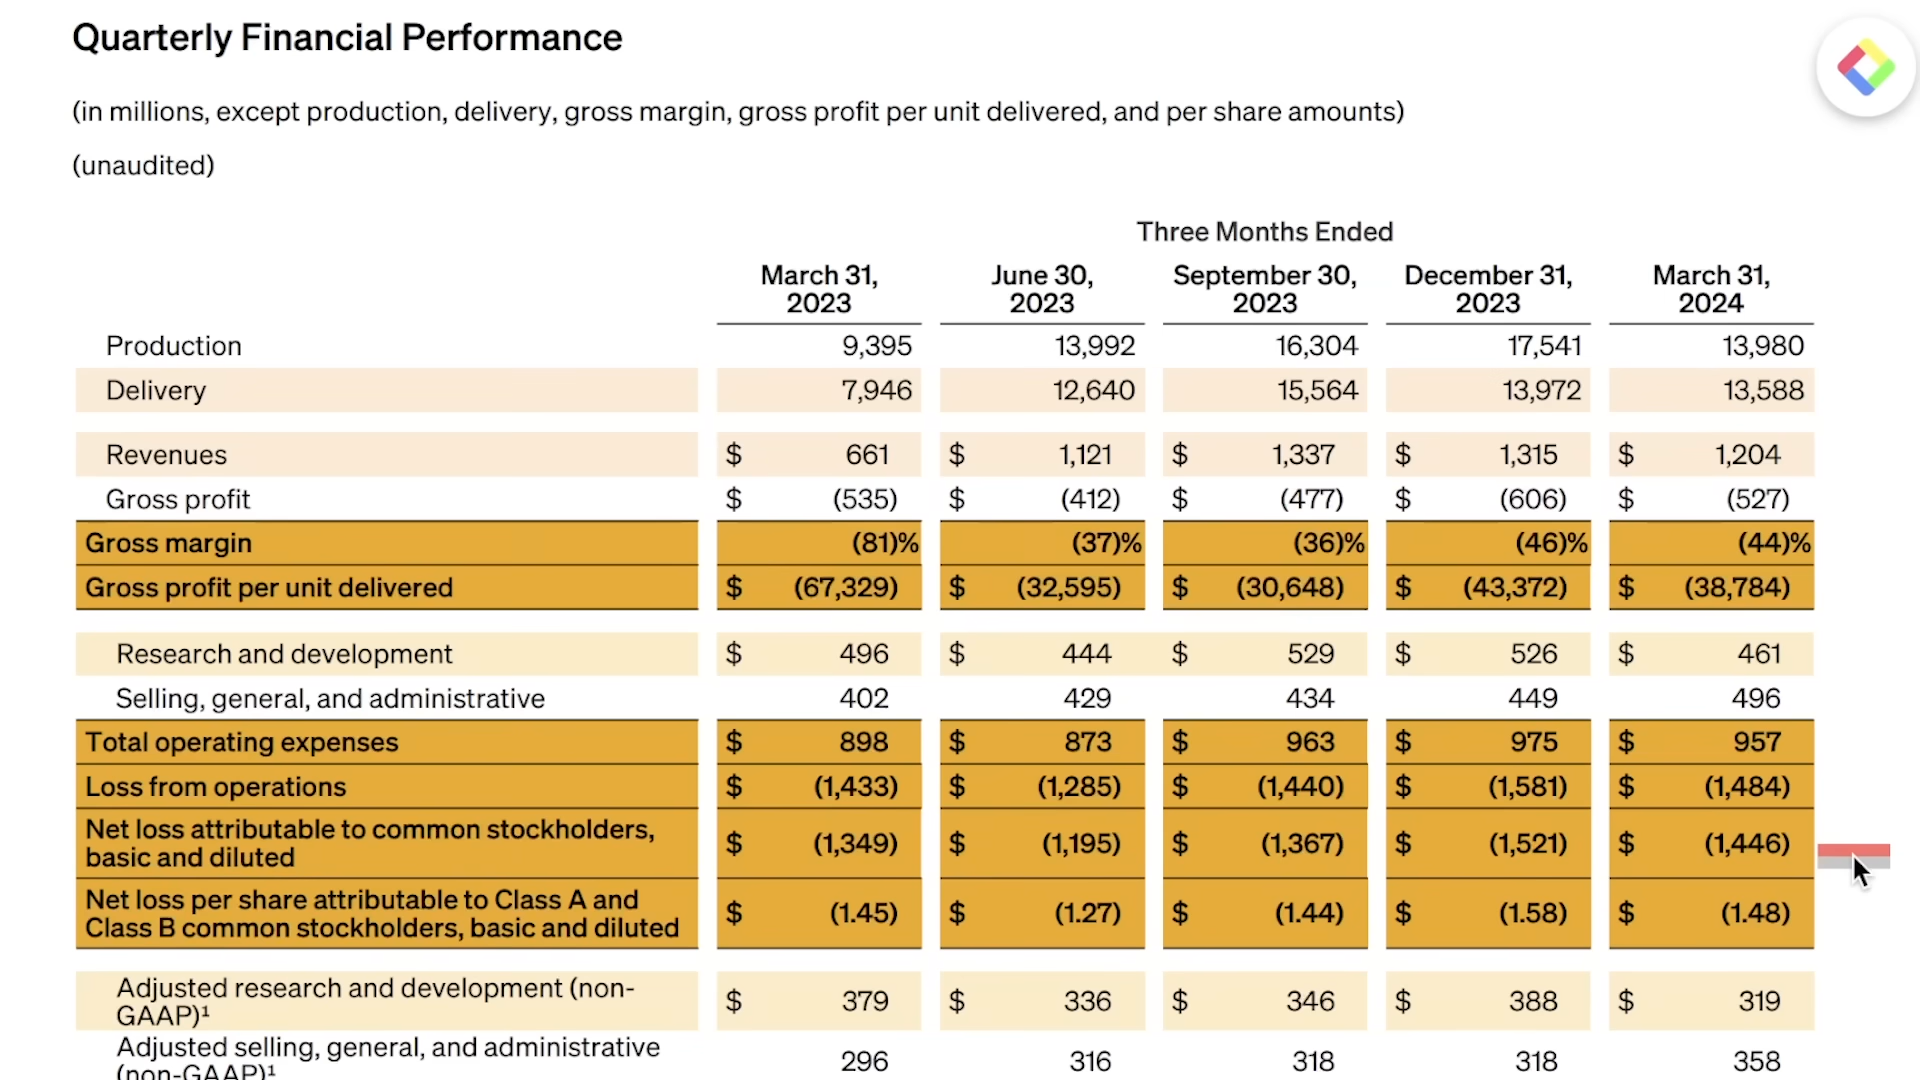 Quarterly Financial Performance
(in millions, except production, delivery, gross margin, gross profit per unit delivered, and per share amounts)
(unaudited)
Three Months Ended
March 31, 2023 June 30, 2023 September 30, 2023 December 31, 2023 March 31, 2024
Production 9,395 13,992 16,304 17,541 13,980
Delivery 7,946 12,640 15,564 13,972 13,588
Revenues $ 661 $ 1,121 $ 1,337 $ 1,315 $ 1,204
Gross profit $ (535) $ (412) $ (477) $ (606) $ (527)
Gross margin (81)% (37)% (36)% (46)% (44)%
Gross profit per unit delivered $ (67,329) $ (32,595) $ (30,648) $ (43,372) $ (38,784)
Research and development $ 496 $ 444 $ 529 $ 526 $ 461
Selling, general, and administrative 402 429 434 449 496
Total operating expenses $ 898 $ 873 $ 963 $ 975 $ 957
Loss from operations $ (1,433) $ (1,285) $ (1,440) $ (1,581) $ (1,484)
Net loss attributable to common stockholders,
basic and diluted $ (1,349) $ (1,195) $ (1,367) $ (1,521) $ (1,446)
Net loss per share attributable to Class A and
Class B common stockholders, basic and diluted $ (1.45) $ (1.27) $ (1.44) $ (1.58) $ (1.48)
Adjusted research and development (non-
GAAP)¹ $ 379 $ 336 $ 346 $ 388 $ 319
Adjusted selling, general, and administrative
(non-GAAP)¹ 296 316 318 318 358